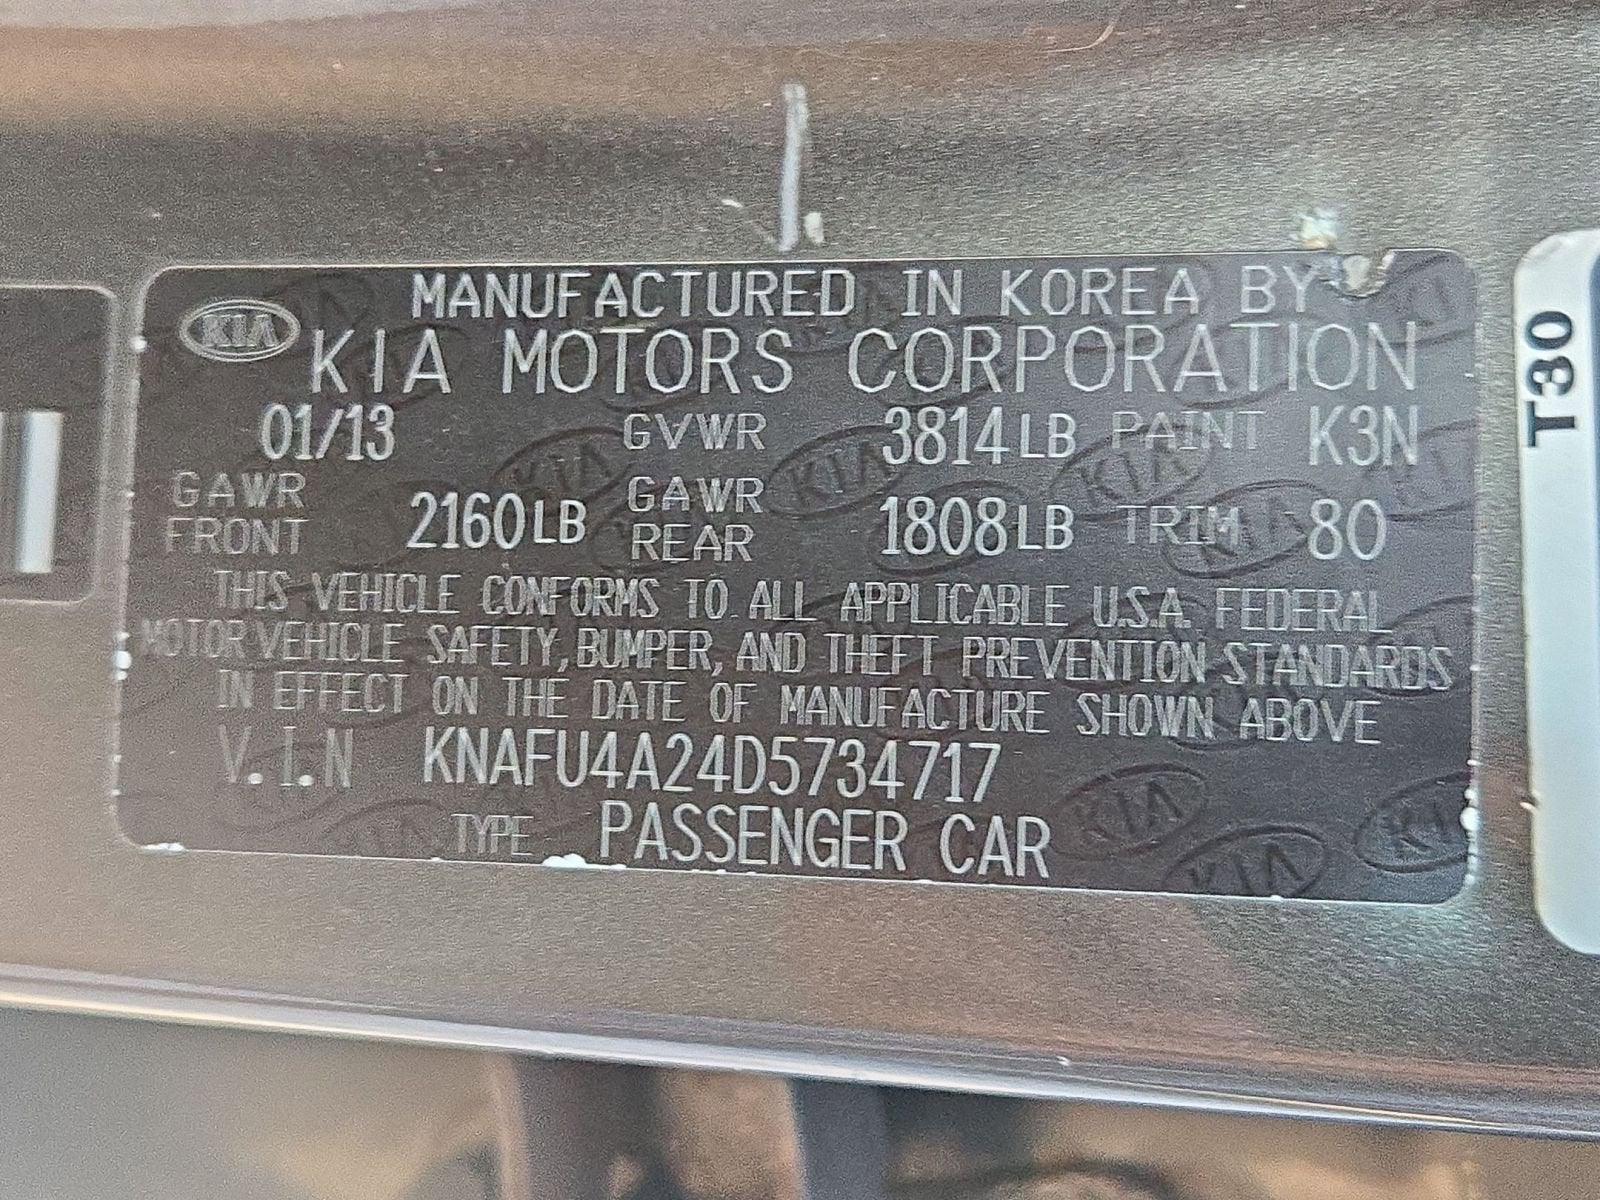 MANUFACTURED IN KOREA BY
KIA
KIA MOTORS CORPORATION
01/13 GVWR 3814LB PAINT K3N
GAWR FRONT 2160LB GAWR REAR 1808LB TRIM 80
THIS VEHICLE CONFORMS TO ALL APPLICABLE U.S.A. FEDERAL
MOTOR VEHICLE SAFETY, BUMPER, AND THEFT PREVENTION STANDARDS
IN EFFECT ON THE DATE OF MANUFACTURE SHOWN ABOVE
V.I.N KNAFU4A24D5734717
TYPE PASSENGER CAR
T30